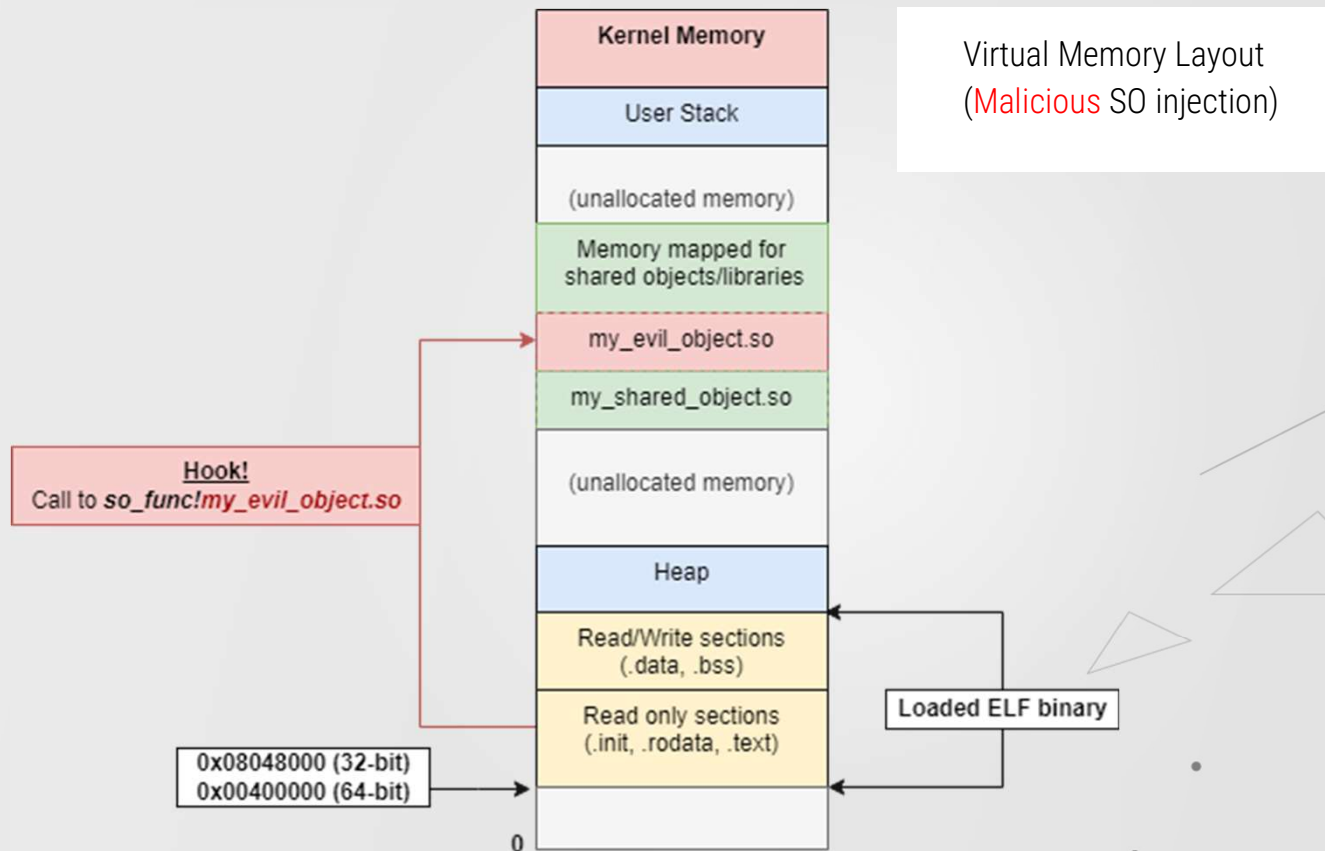 Virtual Memory Layout
(Malicious SO injection)
Kernel Memory
User Stack
(unallocated memory)
Memory mapped for
shared objects/libraries
my_evil_object.so
my_shared_object.so
Hook!
Call to so_func!my_evil_object.so
(unallocated memory)
Heap
Read/Write sections
(.data, .bss)
Read only sections
(.init, .rodata, .text)
Loaded ELF binary
0x08048000 (32-bit)
0x00400000 (64-bit)
0